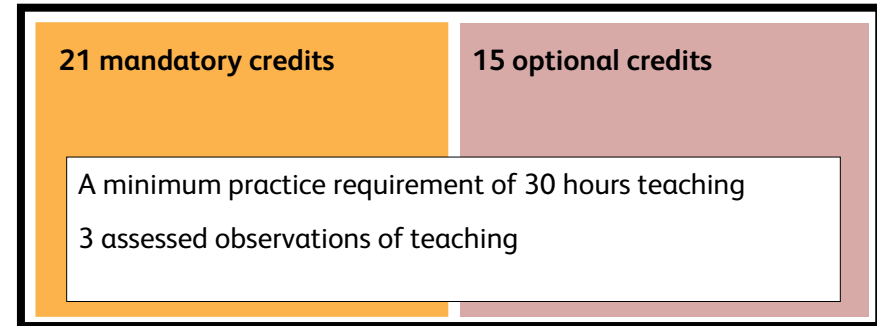 21 mandatory credits
15 optional credits
A minimum practice requirement of 30 hours teaching
3 assessed observations of teaching